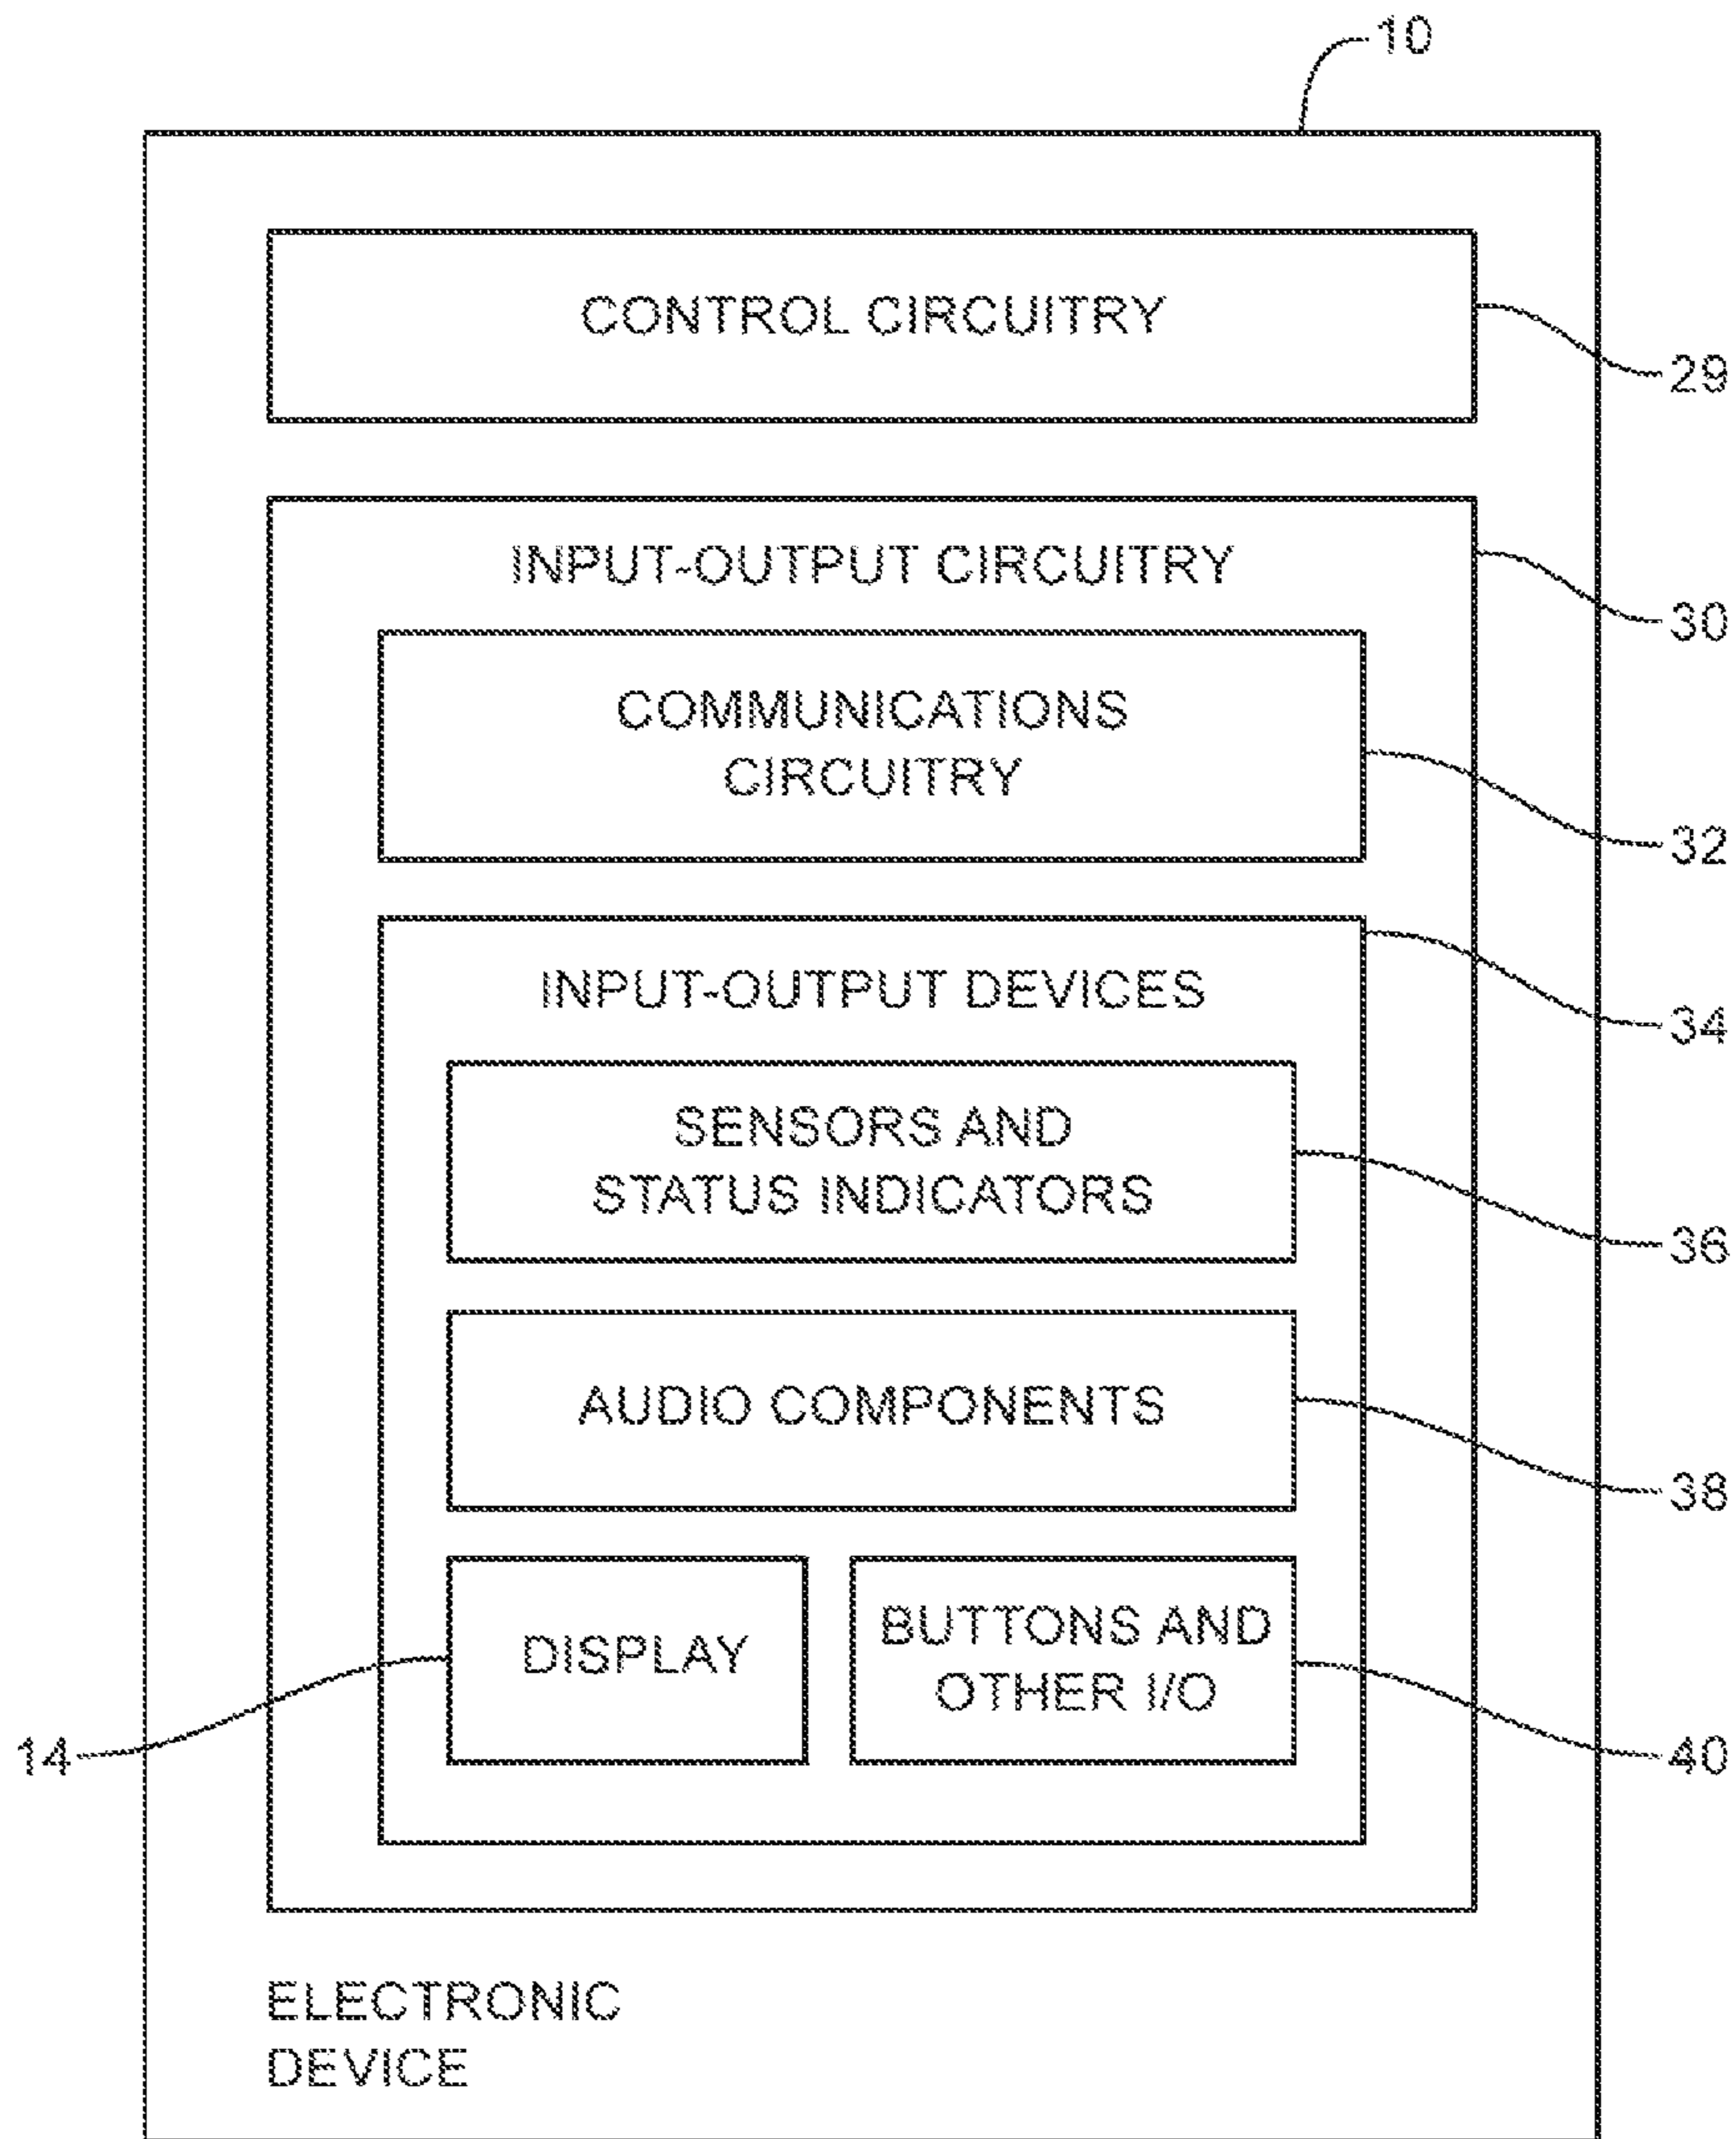 10
CONTROL CIRCUITRY
29
INPUT-OUTPUT CIRCUITRY
30
COMMUNICATIONS
CIRCUITRY
32
INPUT-OUTPUT DEVICES
34
SENSORS AND
STATUS INDICATORS
36
AUDIO COMPONENTS
38
DISPLAY
14
BUTTONS AND
OTHER I/O
40
ELECTRONIC
DEVICE